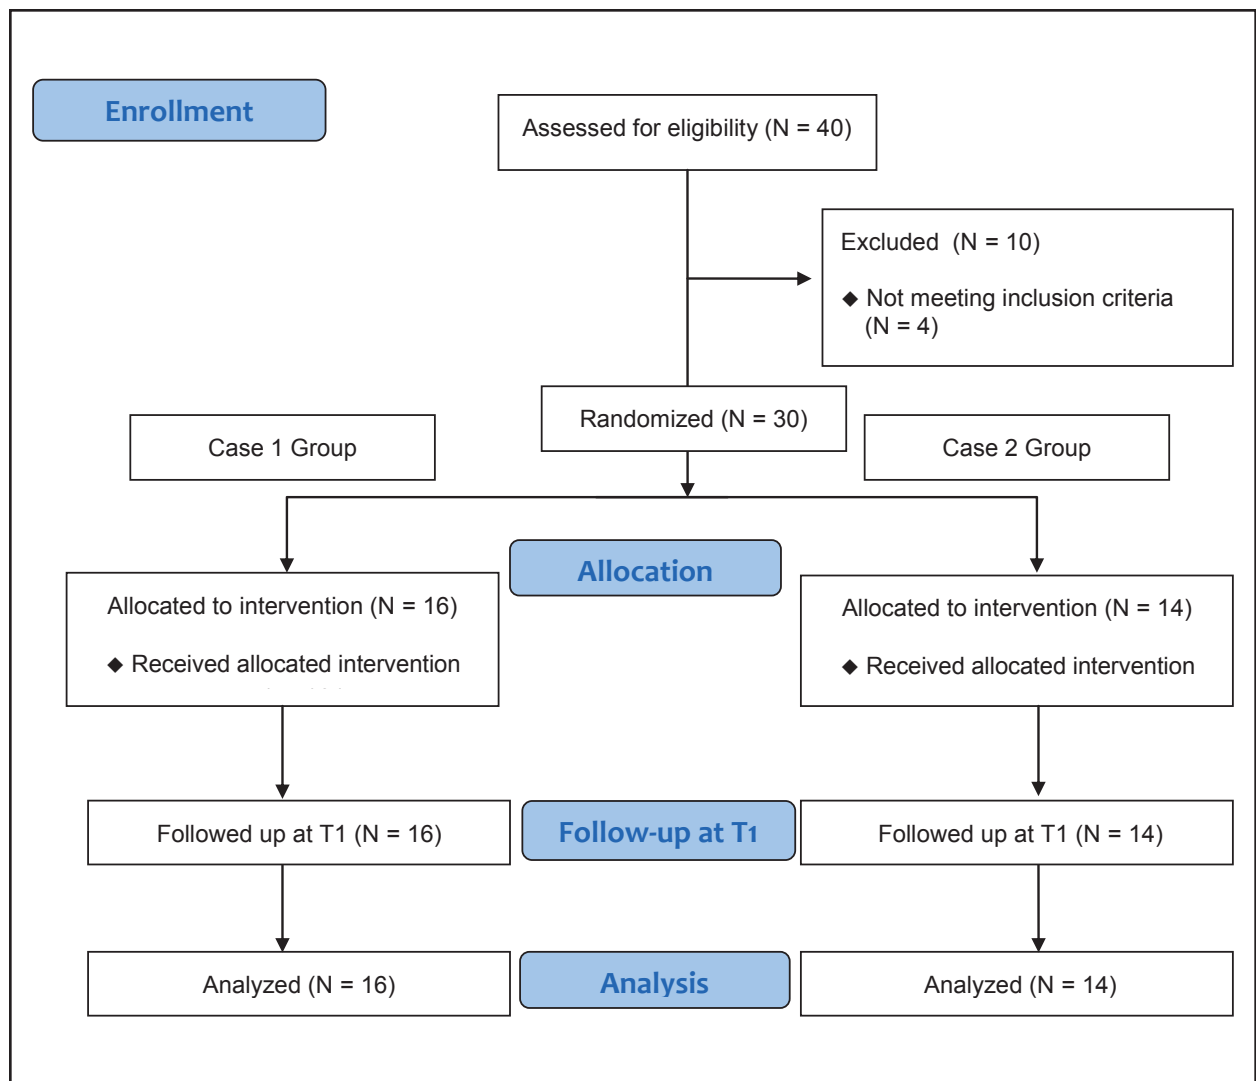 Enrollment
Assessed for eligibility (N = 40)
Excluded  (N = 10)
◆ Not meeting inclusion criteria
(N = 4)
Randomized (N = 30)
Case 1 Group
Case 2 Group
Allocation
Allocated to intervention (N = 16)
◆ Received allocated intervention
Allocated to intervention (N = 14)
◆ Received allocated intervention
Followed up at T1 (N = 16)
Follow-up at T1
Followed up at T1 (N = 14)
Analyzed (N = 16)
Analysis
Analyzed (N = 14)